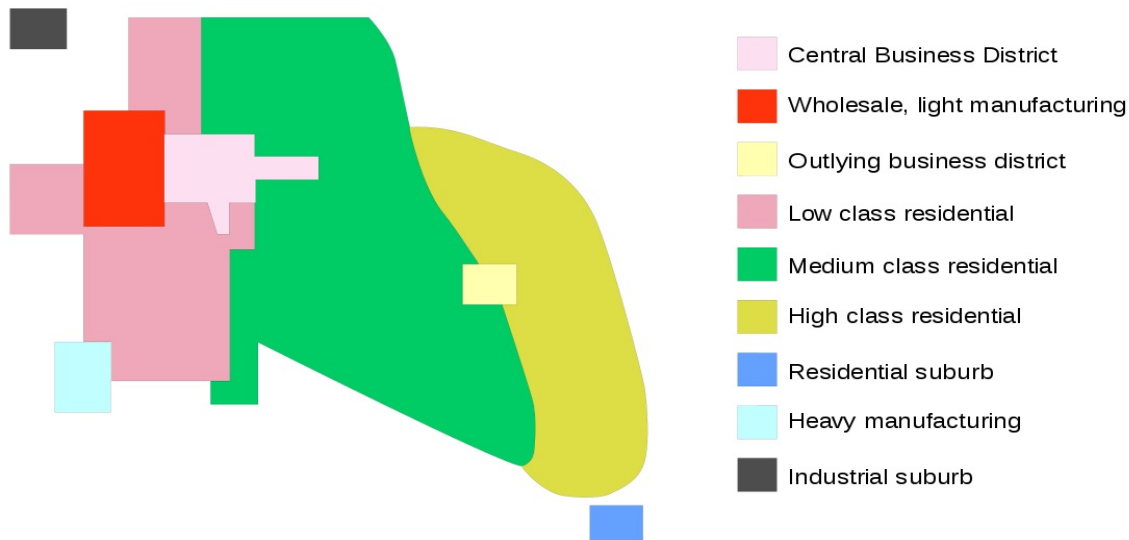 Central Business District
Wholesale, light manufacturing
Outlying business district
Low class residential
Medium class residential
High class residential
Residential suburb
Heavy manufacturing
Industrial suburb